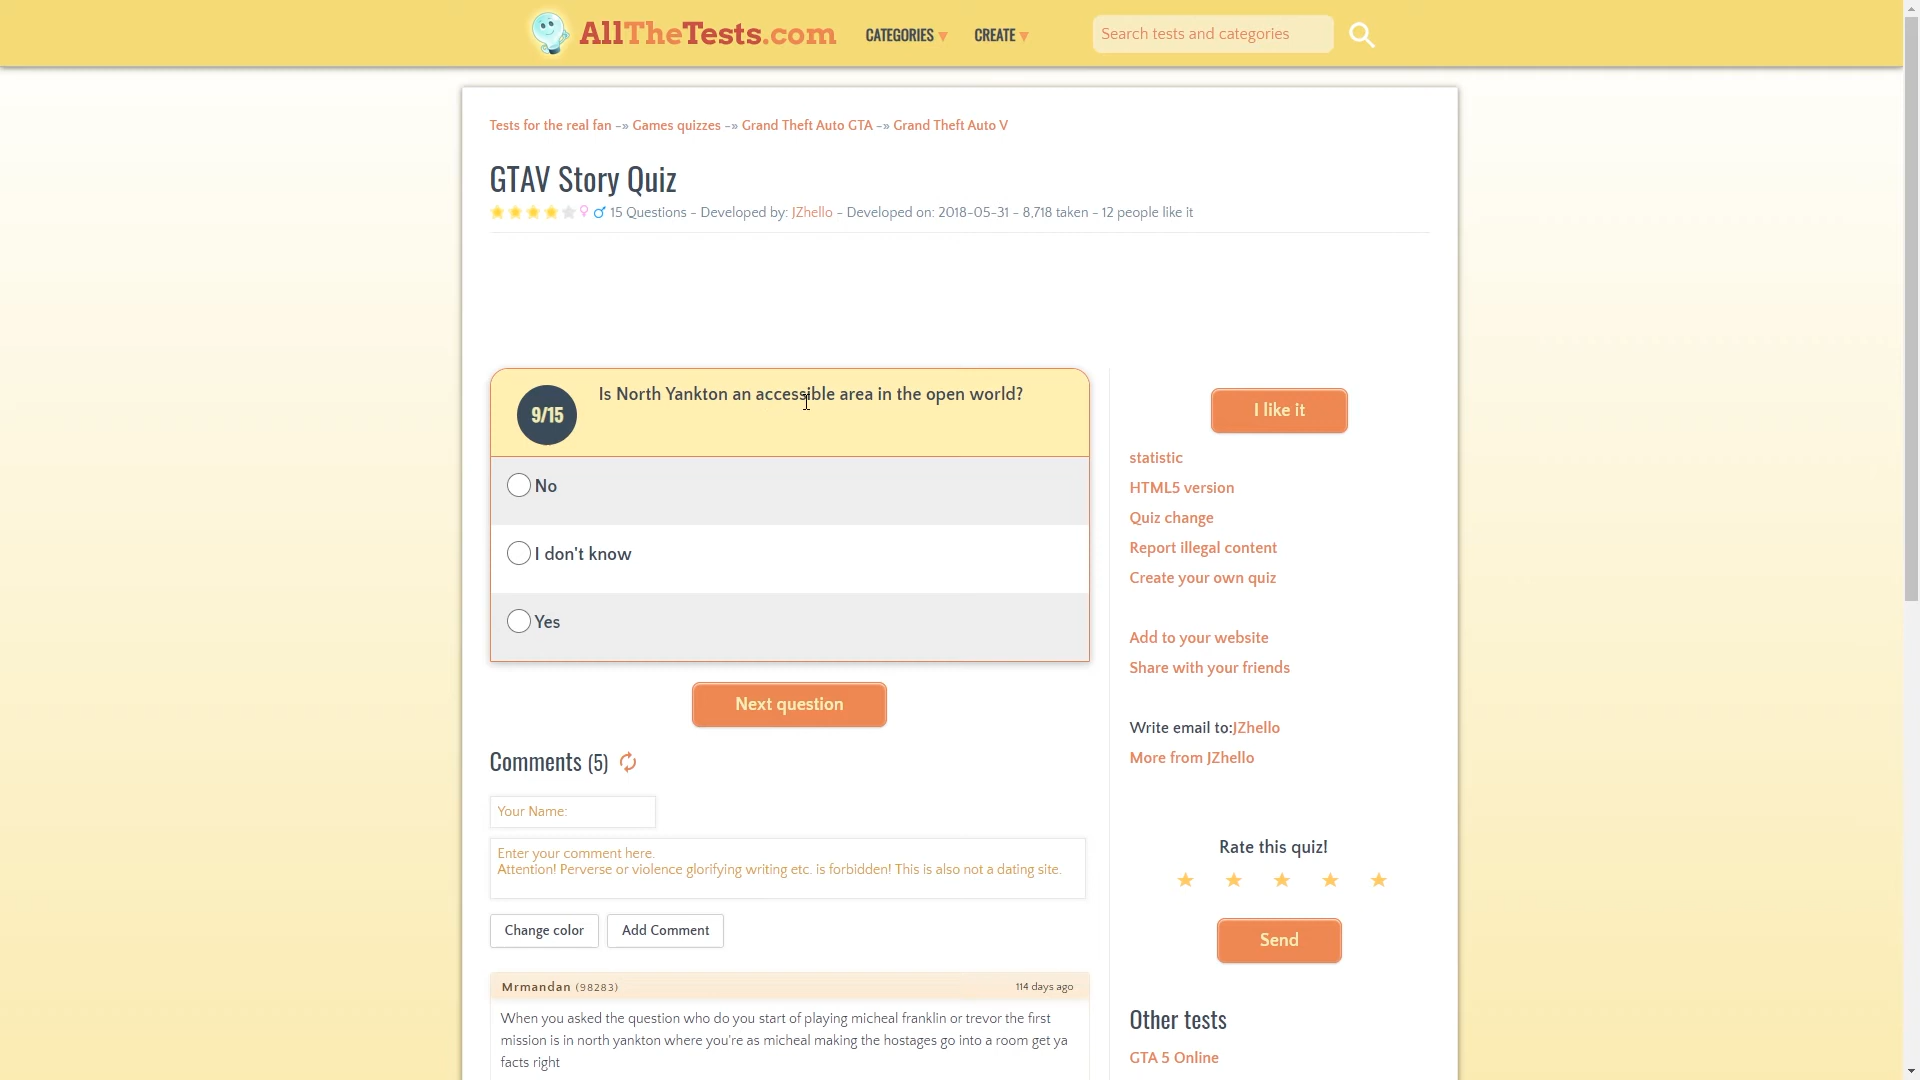 AllTheTests.com
CATEGORIES ▼
CREATE ▼
Search tests and categories
Tests for the real fan -» Games quizzes -» Grand Theft Auto GTA -» Grand Theft Auto V
GTAV Story Quiz
15 Questions - Developed by: JZhello - Developed on: 2018-05-31 - 8,718 taken - 12 people like it
9/15
Is North Yankton an accessible area in the open world?
No
I don't know
Yes
Next question
Comments (5)
Your Name:
Enter your comment here.
Attention! Perverse or violence glorifying writing etc. is forbidden! This is also not a dating site.
Change color
Add Comment
Mrmandan (98283)
114 days ago
When you asked the question who do you start of playing micheal franklin or trevor the first
mission is in north yankton where you're as micheal making the hostages go into a room get ya
facts right
I like it
statistic
HTML5 version
Quiz change
Report illegal content
Create your own quiz
Add to your website
Share with your friends
Write email to:JZhello
More from JZhello
Rate this quiz!
Send
Other tests
GTA 5 Online